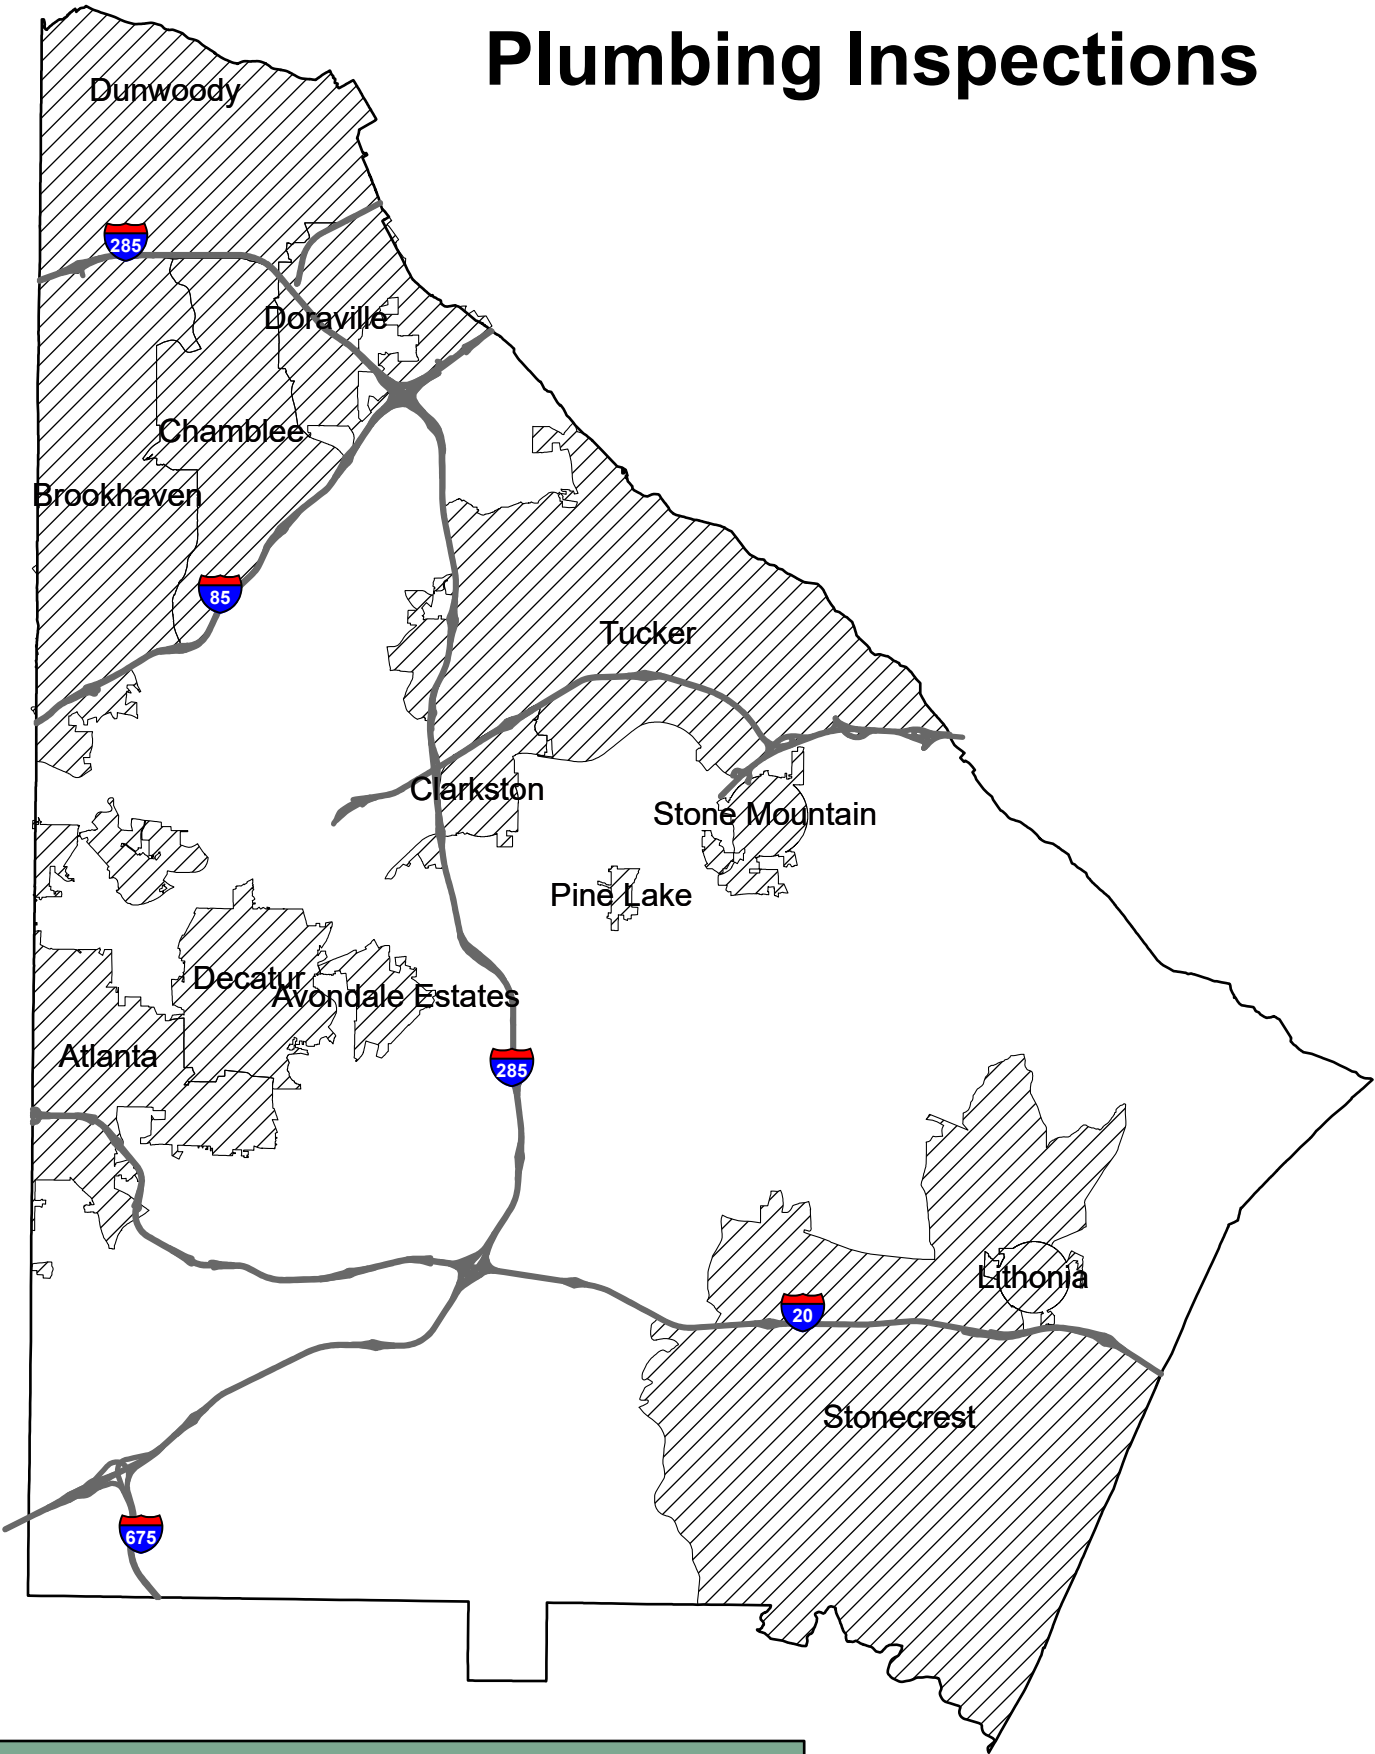 Plumbing Inspections
Dunwoody
285
Doraville
Chamblee
Brookhaven
85
Tucker
Clarkston
Stone Mountain
Pine Lake
Decatur
Avondale Estates
Atlanta
285
Lithonia
20
Stonecrest
675